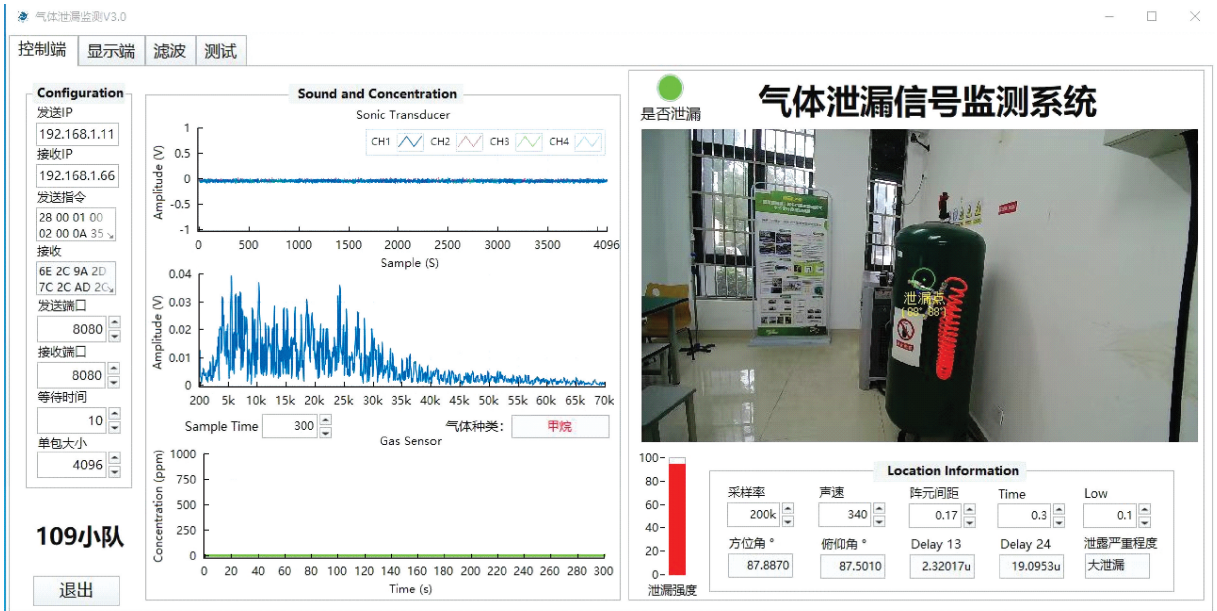 气体泄漏监测V3.0
控制端
显示端
滤波
测试
Configuration
发送IP
192.168.1.11
接收IP
192.168.1.66
发送指令
28 00 01 00
02 00 0A 35
接收
6E 2C 9A 2D
7C 2C AD 2C
发送端口
8080
接收端口
8080
等待时间
10
单包大小
4096
109小队
退出
Sound and Concentration
Sonic Transducer
CH1 CH2 CH3 CH4
Amplitude (V)
1
0.5
0
-0.5
-1
0 500 1000 1500 2000 2500 3000 3500 4096
Sample (S)
Amplitude (V)
0.04
0.03
0.02
0.01
0
200 5k 10k 15k 20k 25k 30k 35k 40k 45k 50k 55k 60k 65k 70k
Sample Time 300
气体种类: 甲烷
Gas Sensor
Concentration (ppm)
1000
750
500
250
0
0 20 40 60 80 100 120 140 160 180 200 220 240 260 280 300
Time (s)
是否泄漏
气体泄漏信号监测系统
泄漏点
(88°,88°)
100
80
60
40
20
0
泄漏强度
Location Information
采样率 声速 阵元间距 Time Low
200k 340 0.17 0.3 0.1
方位角 ° 俯仰角 ° Delay 13 Delay 24 泄露严重程度
87.8870 87.5010 2.32017u 19.0953u 大泄漏